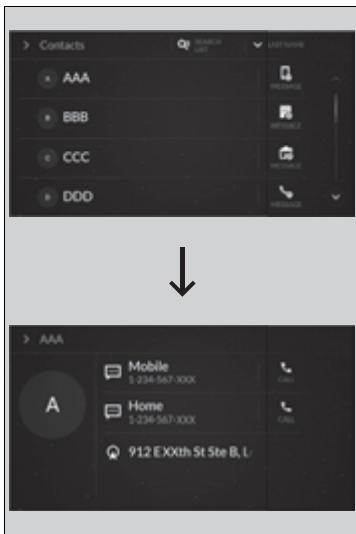 > Contacts
SEARCH LIST
LAST NAME
A AAA
MESSAGE
B BBB
MESSAGE
C CCC
MESSAGE
D DDD
MESSAGE
> AAA
A
Mobile
1-234-567-XXX
CALL
Home
1-234-567-XXX
CALL
912 E XXth St Ste B, L